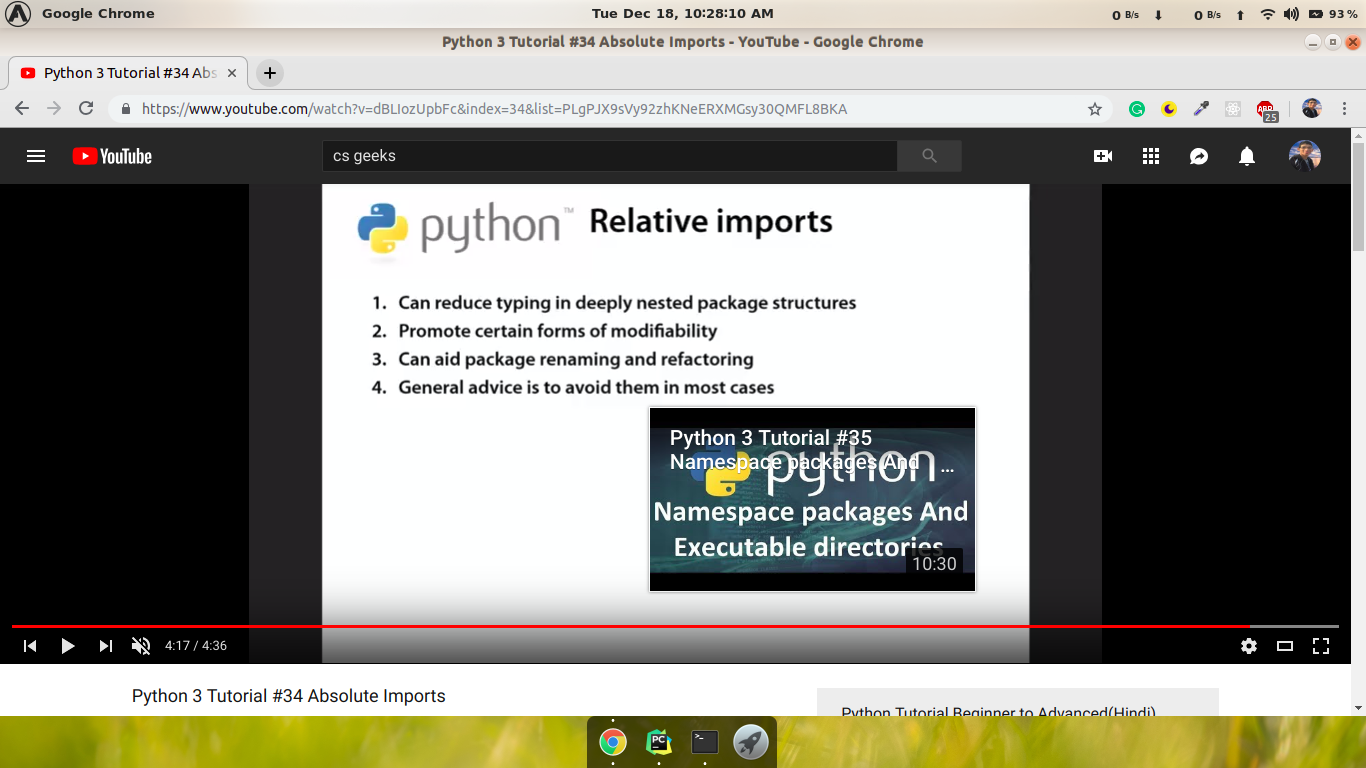 Google Chrome
Tue Dec 18, 10:28:10 AM
0 B/s 0 B/s 93 %
Python 3 Tutorial #34 Absolute Imports - YouTube - Google Chrome
Python 3 Tutorial #34 Abs
https://www.youtube.com/watch?v=dBLIozUpbFc&index=34&list=PLgPJX9sVy92zhKNeERXMGsy30QMFL8BKA
ABP
25
YouTube
cs geeks
python™ Relative imports
1. Can reduce typing in deeply nested package structures
2. Promote certain forms of modifiability
3. Can aid package renaming and refactoring
4. General advice is to avoid them in most cases
Python 3 Tutorial #35
Namespace packages And ...
python
Namespace packages And
Executable directories
10:30
4:17 / 4:36
Python 3 Tutorial #34 Absolute Imports
Python Tutorial Beginner to Advanced(Hindi)
PC
>_